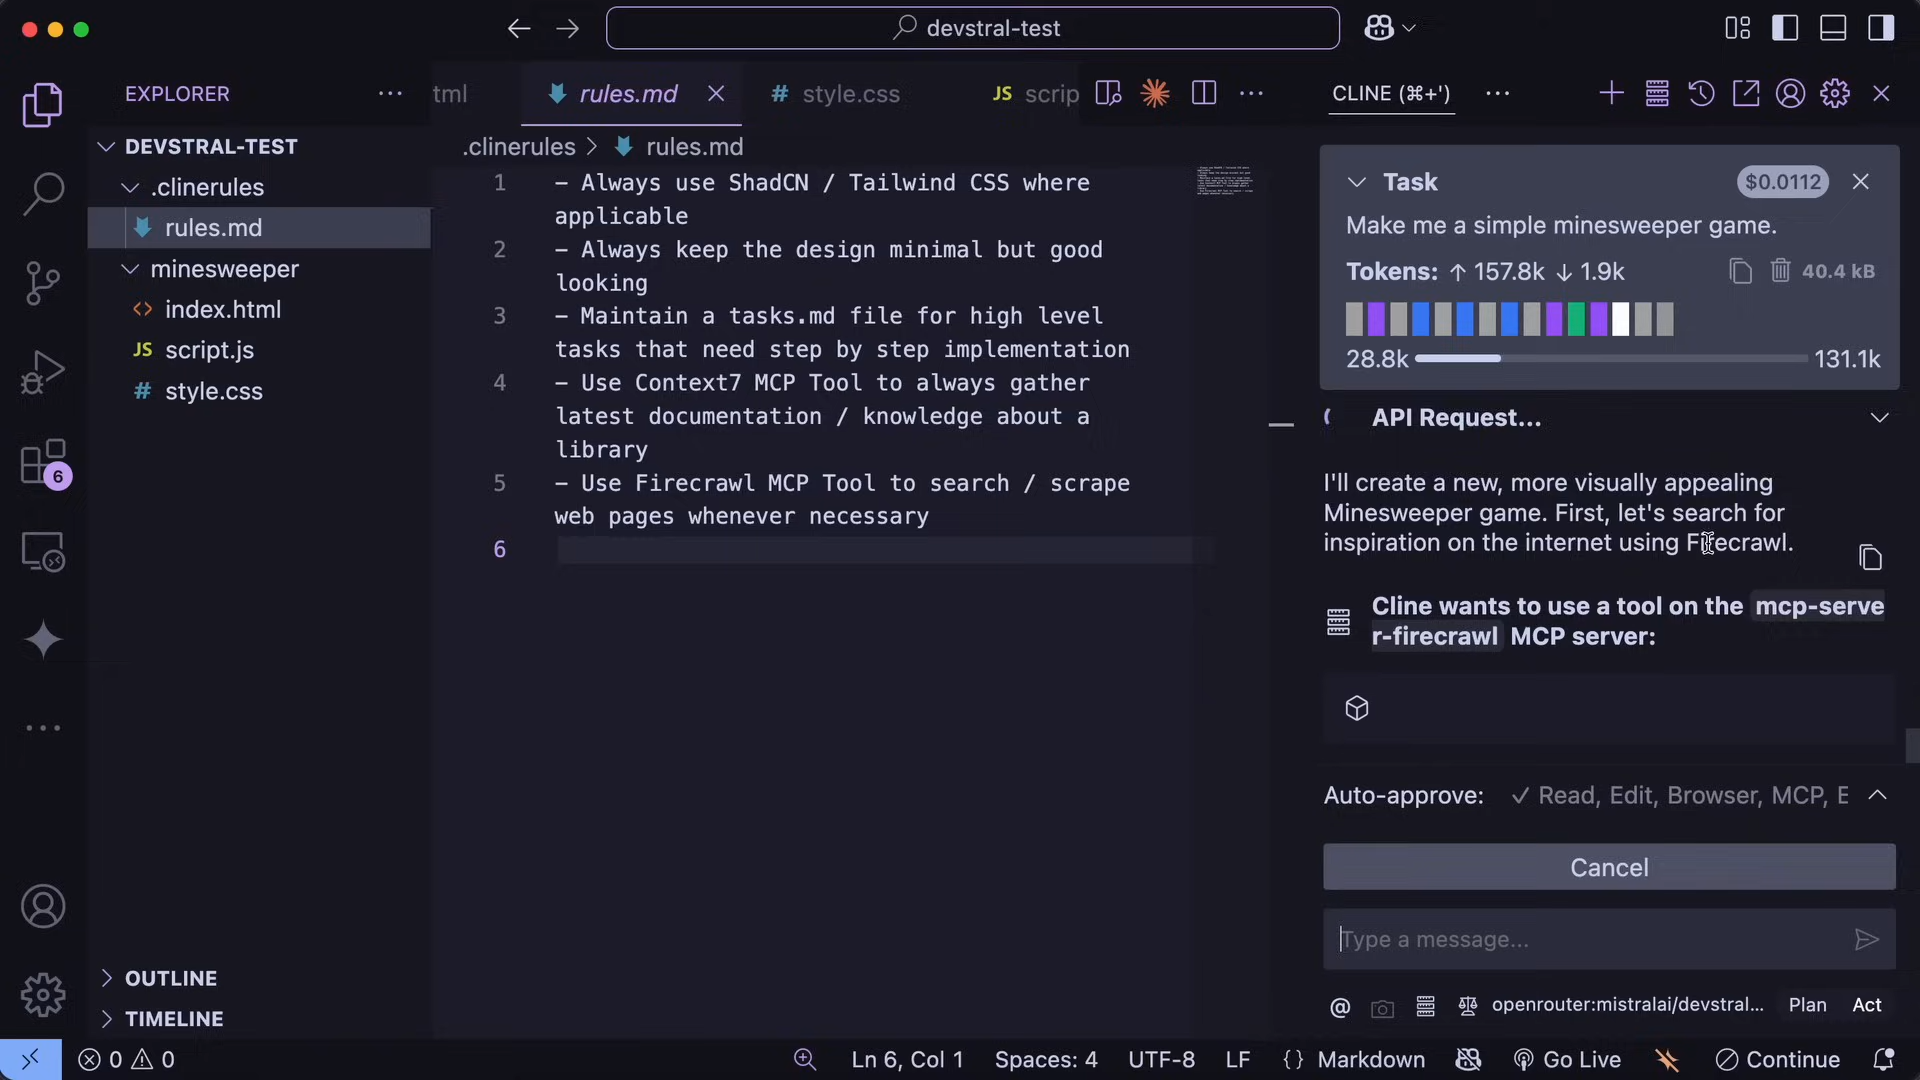 devstral-test
EXPLORER
tml
rules.md
style.css
JS scrip
CLINE (⌘+')
DEVSTRAL-TEST
.clinerules
rules.md
minesweeper
<> index.html
JS script.js
# style.css
6
OUTLINE
TIMELINE
.clinerules > rules.md
1 - Always use ShadCN / Tailwind CSS where
applicable
2 - Always keep the design minimal but good
looking
3 - Maintain a tasks.md file for high level
tasks that need step by step implementation
4 - Use Context7 MCP Tool to always gather
latest documentation / knowledge about a
library
5 - Use Firecrawl MCP Tool to search / scrape
web pages whenever necessary
6
Task
$0.0112
Make me a simple minesweeper game.
Tokens: ↑ 157.8k ↓ 1.9k
40.4 kB
28.8k
131.1k
API Request...
I'll create a new, more visually appealing
Minesweeper game. First, let's search for
inspiration on the internet using Firecrawl.
Cline wants to use a tool on the mcp-serve
r-firecrawl MCP server:
Auto-approve: ✓ Read, Edit, Browser, MCP, E
Cancel
Type a message...
@
openrouter:mistralai/devstral...
Plan
Act
0
0
Ln 6, Col 1
Spaces: 4
UTF-8
LF
{} Markdown
Go Live
Continue